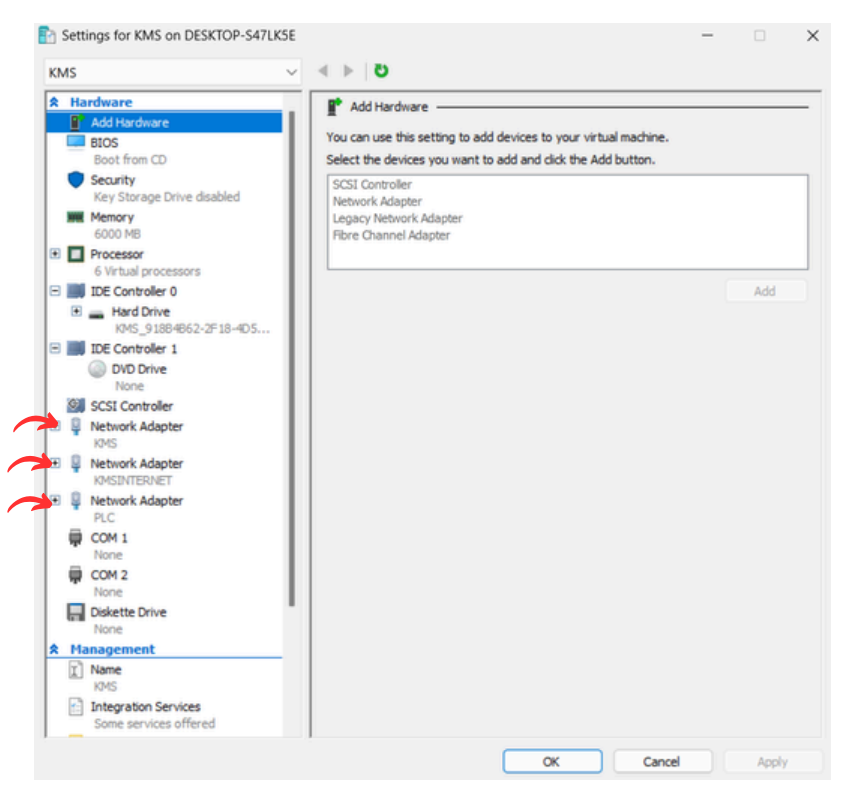 Settings for KMS on DESKTOP-S47LK5E
KMS
Hardware
Add Hardware
BIOS
Boot from CD
Security
Key Storage Drive disabled
Memory
6000 MB
Processor
6 Virtual processors
IDE Controller 0
Hard Drive
KMS_918B4B62-2F18-4D5...
IDE Controller 1
DVD Drive
None
SCSI Controller
Network Adapter
KMS
Network Adapter
KMSINTERNET
Network Adapter
PLC
COM 1
None
COM 2
None
Diskette Drive
None
Management
Name
KMS
Integration Services
Some services offered
Add Hardware
You can use this setting to add devices to your virtual machine.
Select the devices you want to add and click the Add button.
SCSI Controller
Network Adapter
Legacy Network Adapter
Fibre Channel Adapter
Add
OK
Cancel
Apply